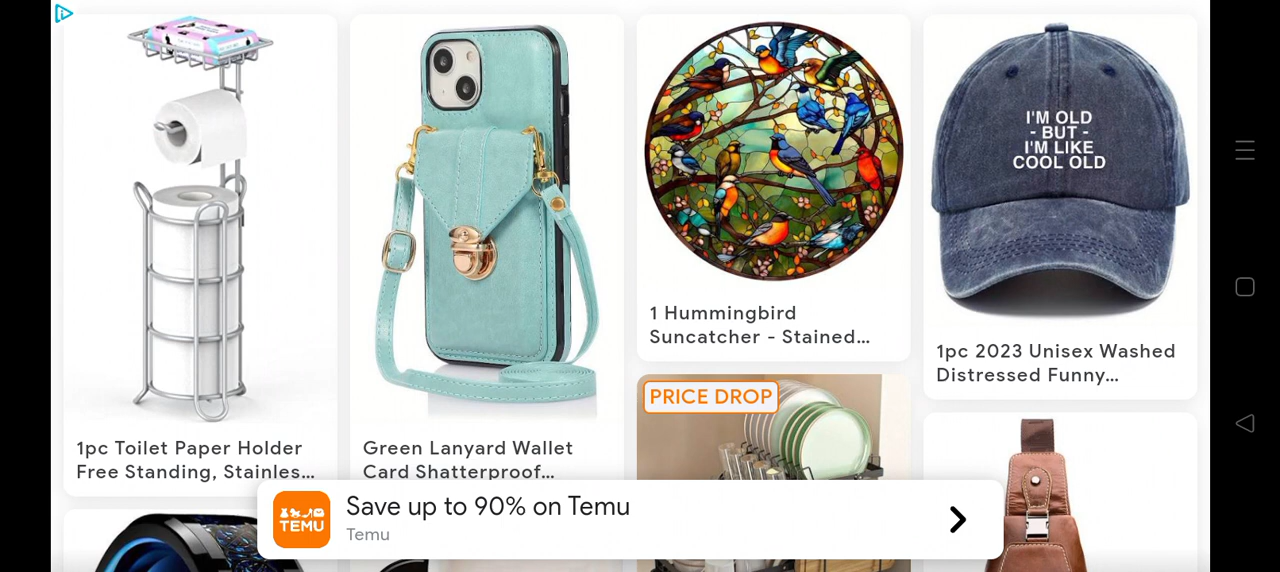 1pc Toilet Paper Holder
Free Standing, Stainles...
Green Lanyard Wallet
Card Shatterproof...
1 Hummingbird
Suncatcher - Stained...
PRICE DROP
I'M OLD
- BUT -
I'M LIKE
COOL OLD
1pc 2023 Unisex Washed
Distressed Funny...
TEMU
Save up to 90% on Temu
Temu